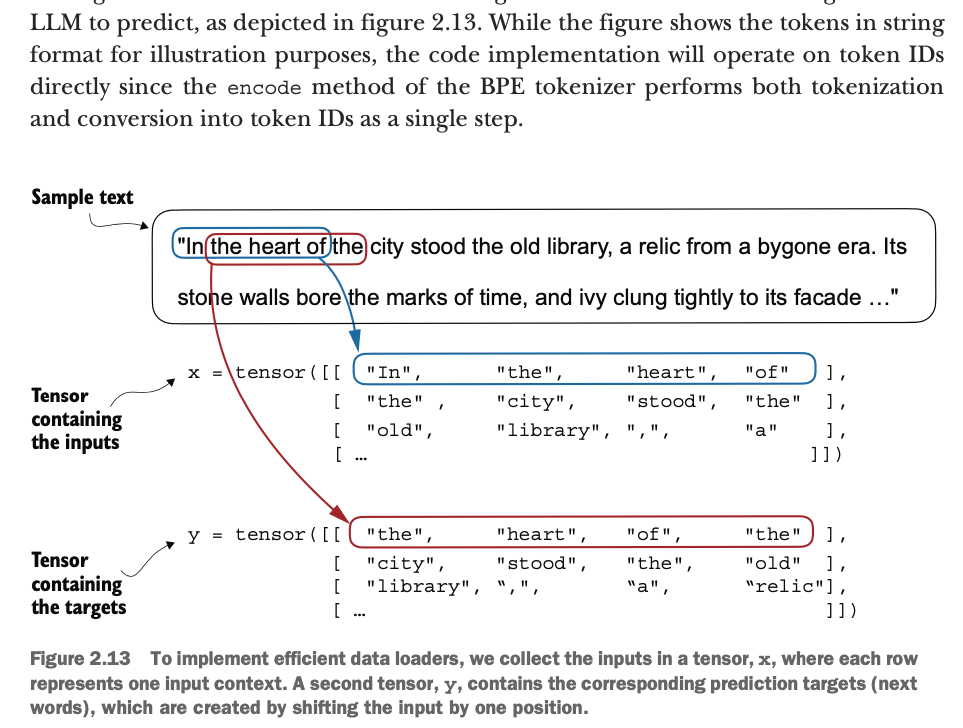 LLM to predict, as depicted in figure 2.13. While the figure shows the tokens in string
format for illustration purposes, the code implementation will operate on token IDs
directly since the encode method of the BPE tokenizer performs both tokenization
and conversion into token IDs as a single step.
Sample text
"In the heart of the city stood the old library, a relic from a bygone era. Its
stone walls bore the marks of time, and ivy clung tightly to its facade …"
x = tensor([[ "In", "the", "heart", "of" ],
[ "the" , "city", "stood", "the" ],
[ "old", "library", ",", "a" ],
[ … ]])
Tensor
containing
the inputs
y = tensor([[ "the", "heart", "of", "the" ],
[ "city", "stood", "the", "old" ],
[ "library", “,", “a", “relic"],
[ … ]])
Tensor
containing
the targets
Figure 2.13 To implement efficient data loaders, we collect the inputs in a tensor, x, where each row
represents one input context. A second tensor, y, contains the corresponding prediction targets (next
words), which are created by shifting the input by one position.